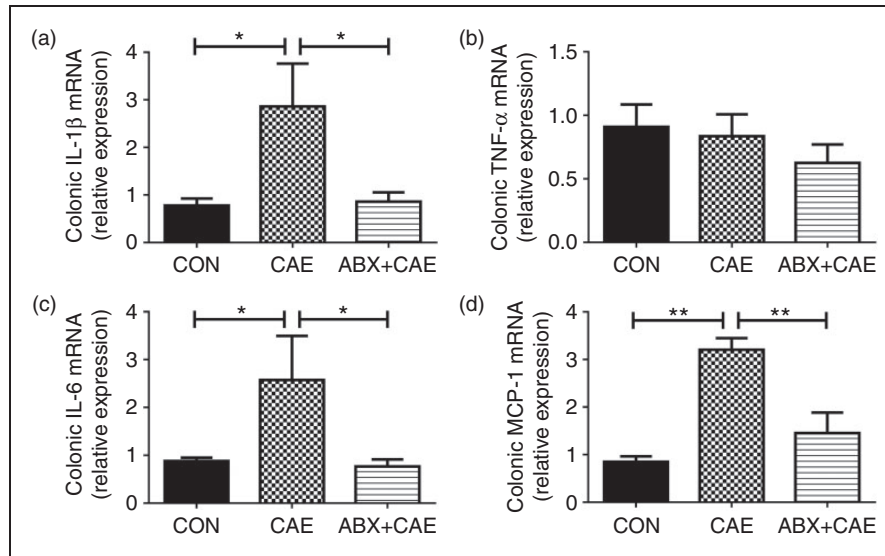 (a)
Colonic IL-1β mRNA
(relative expression)
4
3
2
1
0
*
*
CON
CAE
ABX+CAE
(b)
Colonic TNF-α mRNA
(relative expression)
1.5
1.0
0.5
0.0
CON
CAE
ABX+CAE
(c)
Colonic IL-6 mRNA
(relative expression)
4
3
2
1
0
*
*
CON
CAE
ABX+CAE
(d)
Colonic MCP-1 mRNA
(relative expression)
4
3
2
1
0
**
**
CON
CAE
ABX+CAE